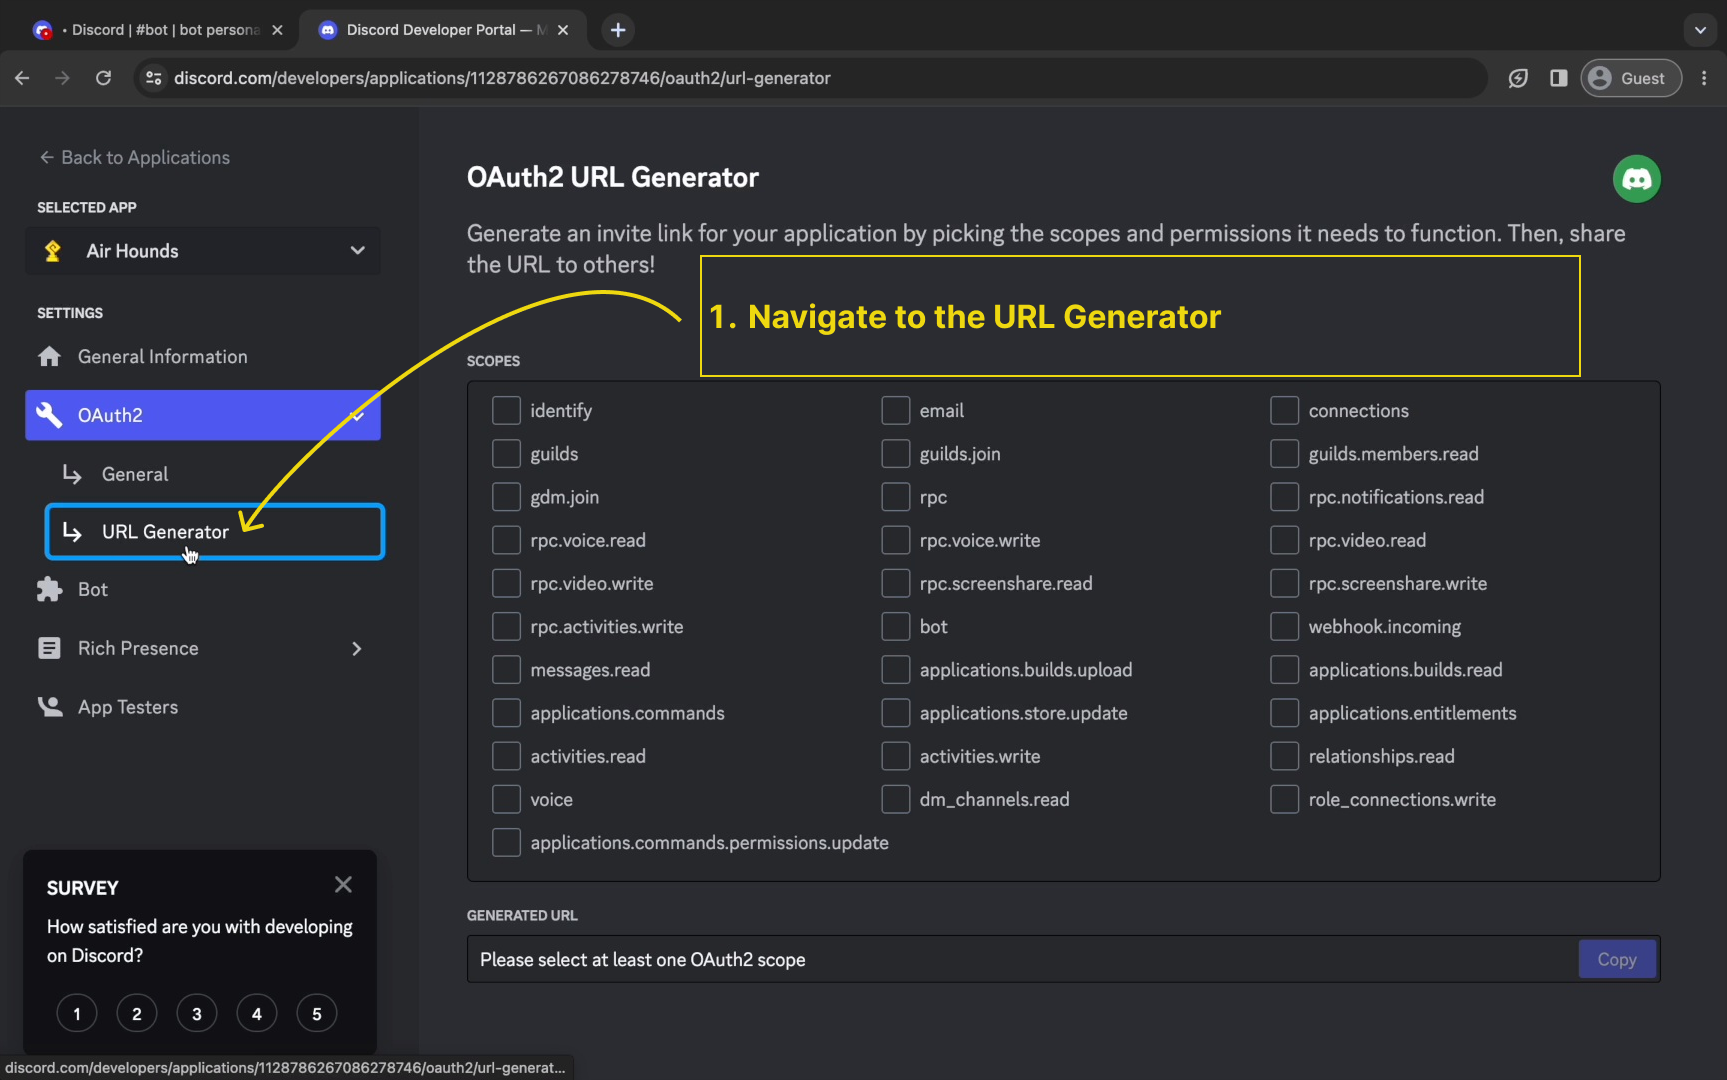 • Discord | #bot | bot persona
Discord Developer Portal — M
discord.com/developers/applications/1128786267086278746/oauth2/url-generator
Guest
← Back to Applications
SELECTED APP
Air Hounds
SETTINGS
General Information
OAuth2
General
URL Generator
Bot
Rich Presence
App Testers
SURVEY
How satisfied are you with developing
on Discord?
1 2 3 4 5
discord.com/developers/applications/1128786267086278746/oauth2/url-generat...
OAuth2 URL Generator
Generate an invite link for your application by picking the scopes and permissions it needs to function. Then, share
the URL to others!
1. Navigate to the URL Generator
SCOPES
identify email connections
guilds guilds.join guilds.members.read
gdm.join rpc rpc.notifications.read
rpc.voice.read rpc.voice.write rpc.video.read
rpc.video.write rpc.screenshare.read rpc.screenshare.write
rpc.activities.write bot webhook.incoming
messages.read applications.builds.upload applications.builds.read
applications.commands applications.store.update applications.entitlements
activities.read activities.write relationships.read
voice dm_channels.read role_connections.write
applications.commands.permissions.update
GENERATED URL
Please select at least one OAuth2 scope
Copy